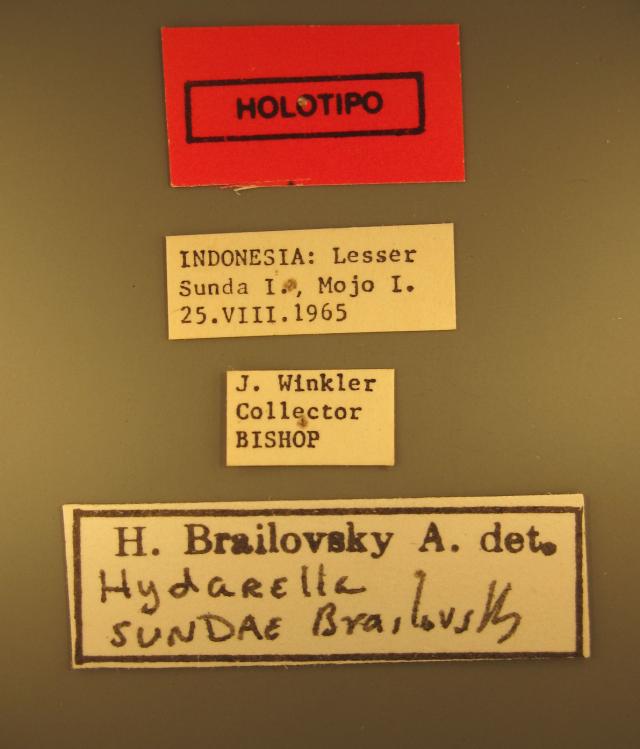 HOLOTIPO
INDONESIA: Lesser
Sunda I., Mojo I.
25.VIII.1965
J. Winkler
Collector
BISHOP
H. Brailovsky A. det.
Hydarella
SUNDAE Brailovsky